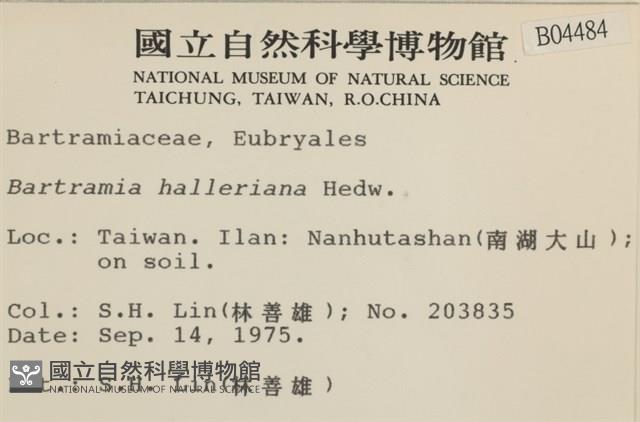 國立自然科學博物館
B04484
NATIONAL MUSEUM OF NATURAL SCIENCE
TAICHUNG, TAIWAN, R.O.CHINA
Bartramiaceae, Eubryales
Bartramia halleriana Hedw.
Loc.: Taiwan. Ilan: Nanhutashan(南湖大山);
on soil.
Col.: S.H. Lin(林善雄); No. 203835
Date: Sep. 14, 1975.
國立自然科學博物館
NATIONAL MUSEUM OF NATURAL SCIENCE
S.H. Lin(林善雄)